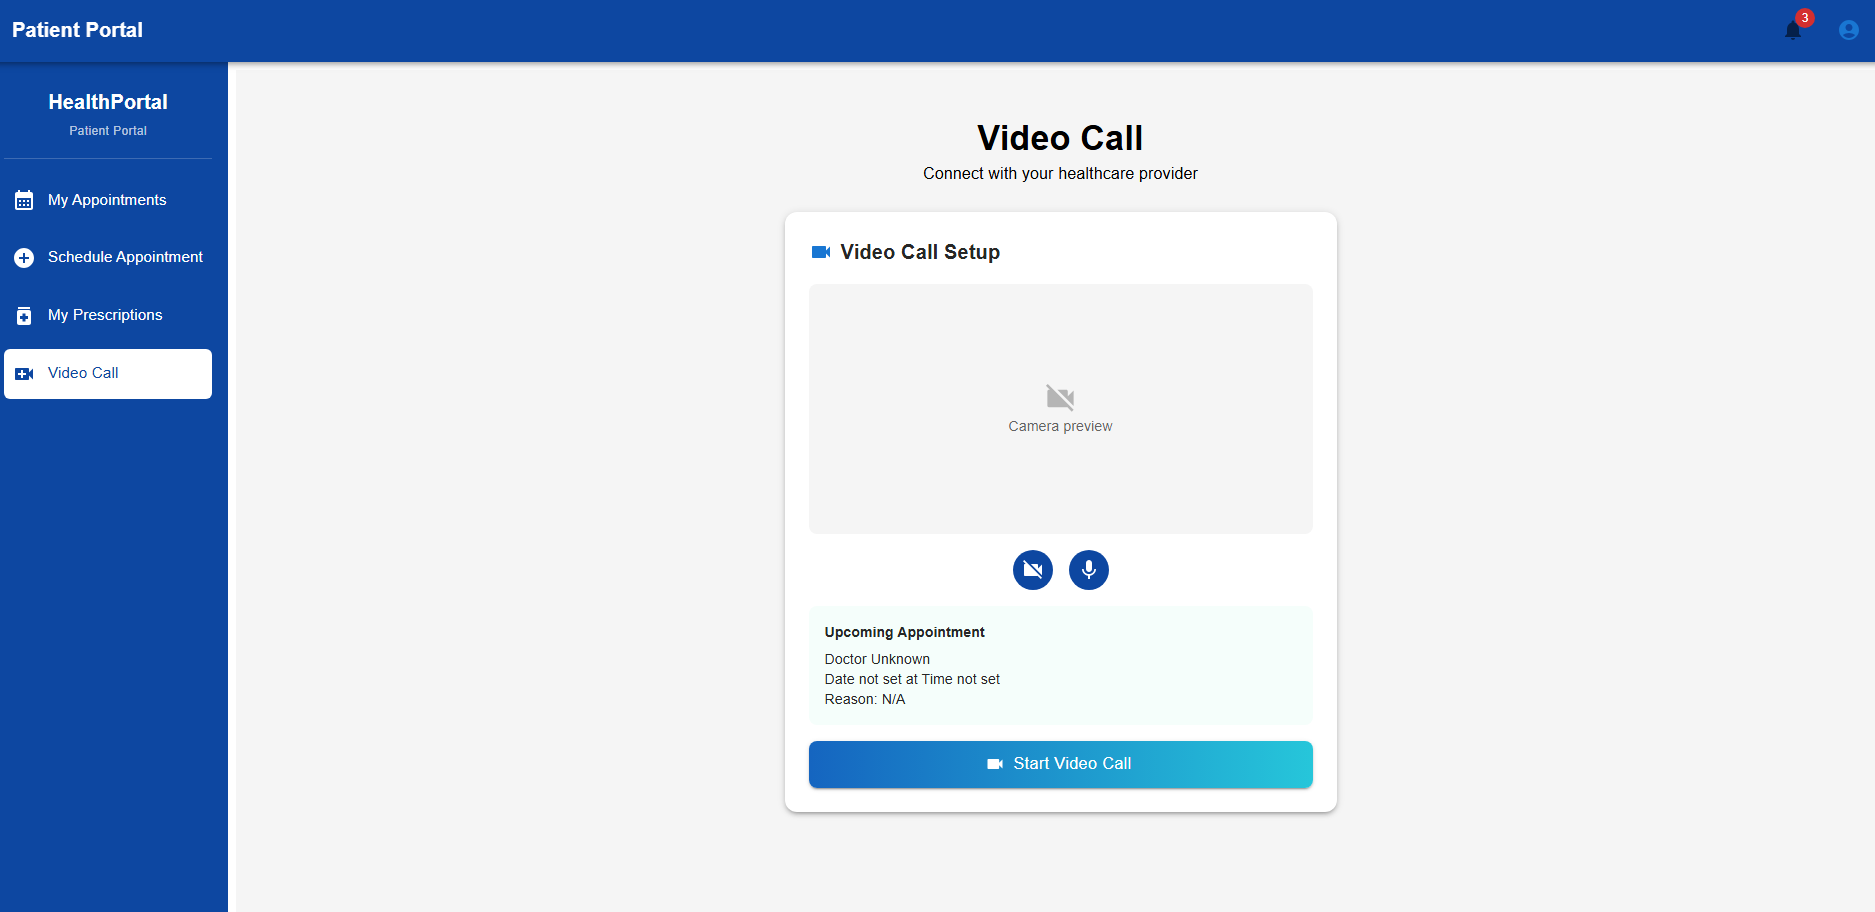 Patient Portal
3
HealthPortal
Patient Portal
My Appointments
Schedule Appointment
My Prescriptions
Video Call
Video Call
Connect with your healthcare provider
Video Call Setup
Camera preview
Upcoming Appointment
Doctor Unknown
Date not set at Time not set
Reason: N/A
Start Video Call